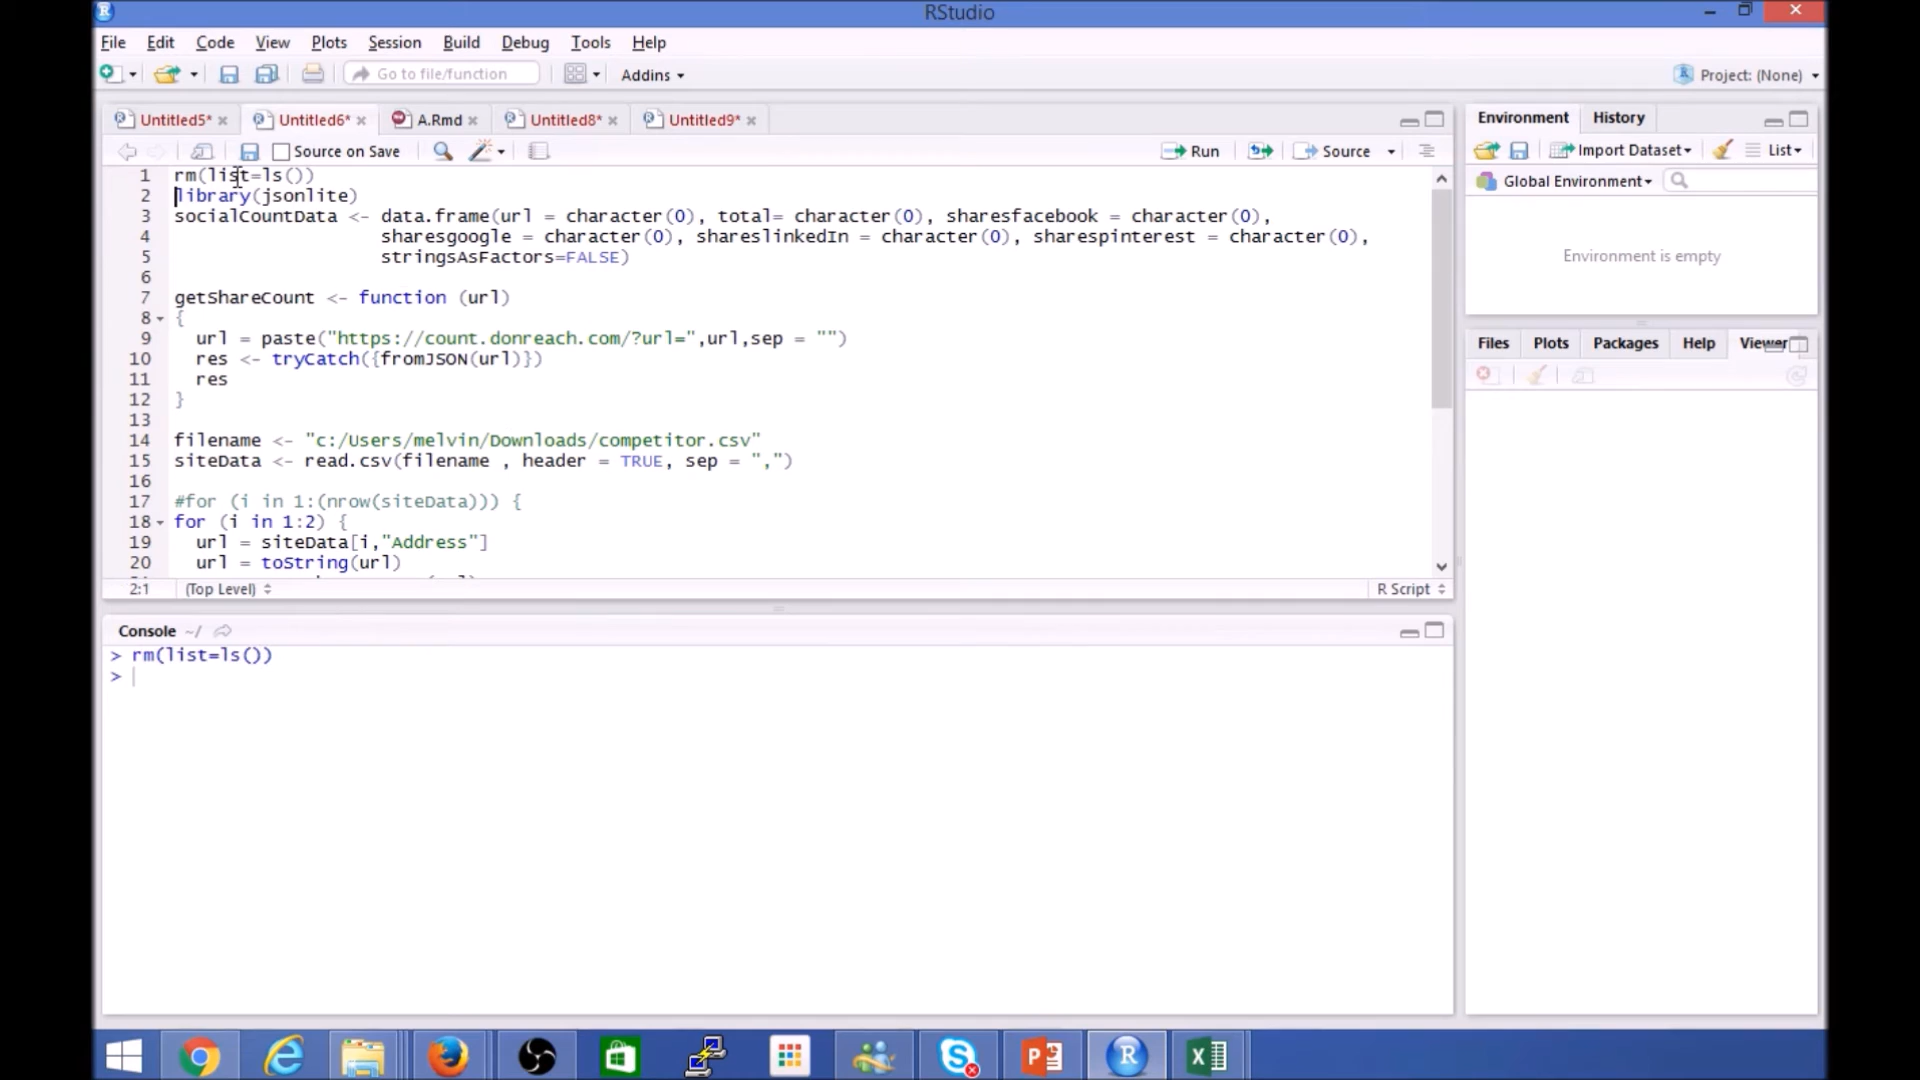 RStudio
File Edit Code View Plots Session Build Debug Tools Help
Go to file/function Addins Project: (None)
Untitled5* Untitled6* A.Rmd Untitled8* Untitled9*
Source on Save Run Source
1 rm(list=ls())
2 library(jsonlite)
3 socialCountData <- data.frame(url = character(0), total= character(0), sharesfacebook = character(0),
4 sharesgoogle = character(0), shareslinkedIn = character(0), sharespinterest = character(0),
5 stringsAsFactors=FALSE)
6
7 getShareCount <- function (url)
8 {
9 url = paste("https://count.donreach.com/?url=",url,sep = "")
10 res <- tryCatch({fromJSON(url)})
11 res
12 }
13
14 filename <- "c:/Users/melvin/Downloads/competitor.csv"
15 siteData <- read.csv(filename , header = TRUE, sep = ",")
16
17 #for (i in 1:(nrow(siteData))) {
18 for (i in 1:2) {
19 url = siteData[i,"Address"]
20 url = toString(url)
2:1 (Top Level) R Script
Console ~/
> rm(list=ls())
>
Environment History
Import Dataset List
Global Environment
Environment is empty
Files Plots Packages Help Viewer